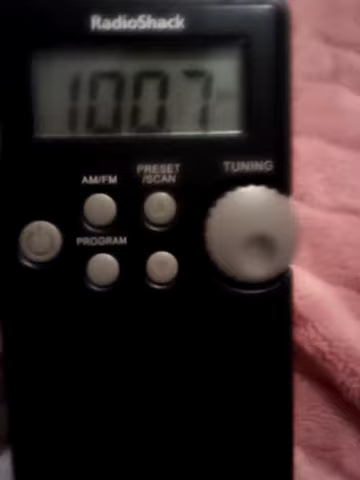 RadioShack
1007
AM/FM
PRESET
/SCAN
TUNING
PROGRAM